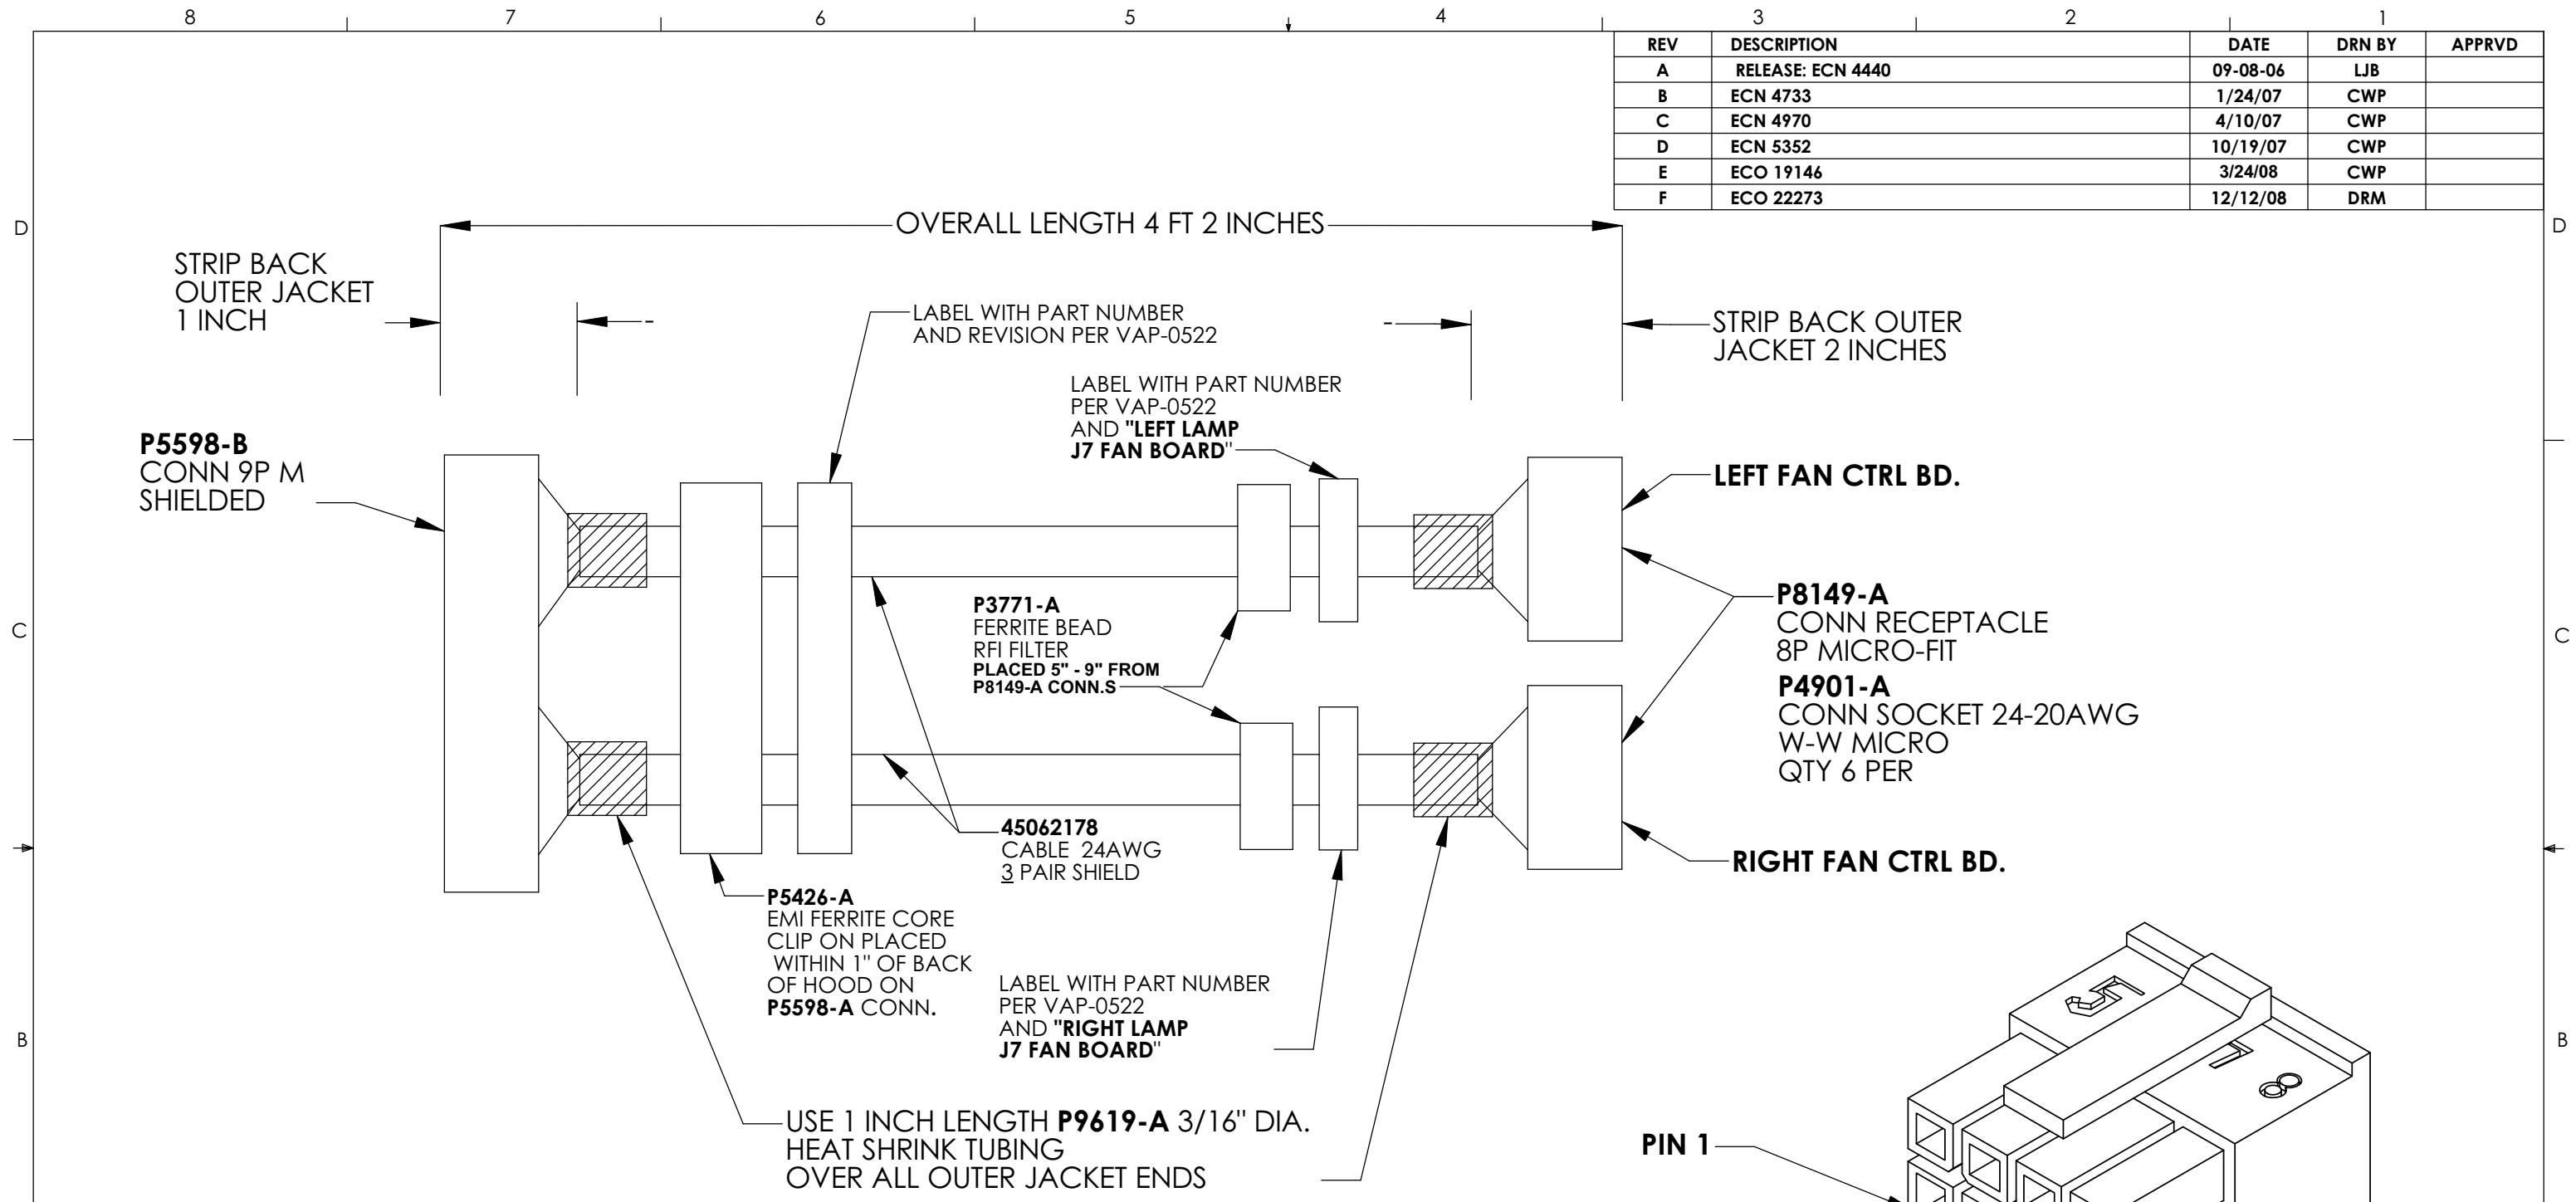 8 7 6 5 4 3 2 1
REV DESCRIPTION DATE DRN BY APPRVD
A RELEASE: ECN 4440 09-08-06 LJB
B ECN 4733 1/24/07 CWP
C ECN 4970 4/10/07 CWP
D ECN 5352 10/19/07 CWP
E ECO 19146 3/24/08 CWP
F ECO 22273 12/12/08 DRM
D
D
OVERALL LENGTH 4 FT 2 INCHES
STRIP BACK
OUTER JACKET
1 INCH
LABEL WITH PART NUMBER
AND REVISION PER VAP-0522
STRIP BACK OUTER
JACKET 2 INCHES
LABEL WITH PART NUMBER
PER VAP-0522
AND "LEFT LAMP
J7 FAN BOARD"
P5598-B
CONN 9P M
SHIELDED
LEFT FAN CTRL BD.
P3771-A
FERRITE BEAD
RFI FILTER
PLACED 5" - 9" FROM
P8149-A CONN.S
P8149-A
CONN RECEPTACLE
8P MICRO-FIT
P4901-A
CONN SOCKET 24-20AWG
W-W MICRO
QTY 6 PER
C
C
45062178
CABLE 24AWG
3 PAIR SHIELD
RIGHT FAN CTRL BD.
P5426-A
EMI FERRITE CORE
CLIP ON PLACED
WITHIN 1" OF BACK
OF HOOD ON
P5598-A CONN.
LABEL WITH PART NUMBER
PER VAP-0522
AND "RIGHT LAMP
J7 FAN BOARD"
B
B
5
1
8
USE 1 INCH LENGTH P9619-A 3/16" DIA.
HEAT SHRINK TUBING
OVER ALL OUTER JACKET ENDS
PIN 1